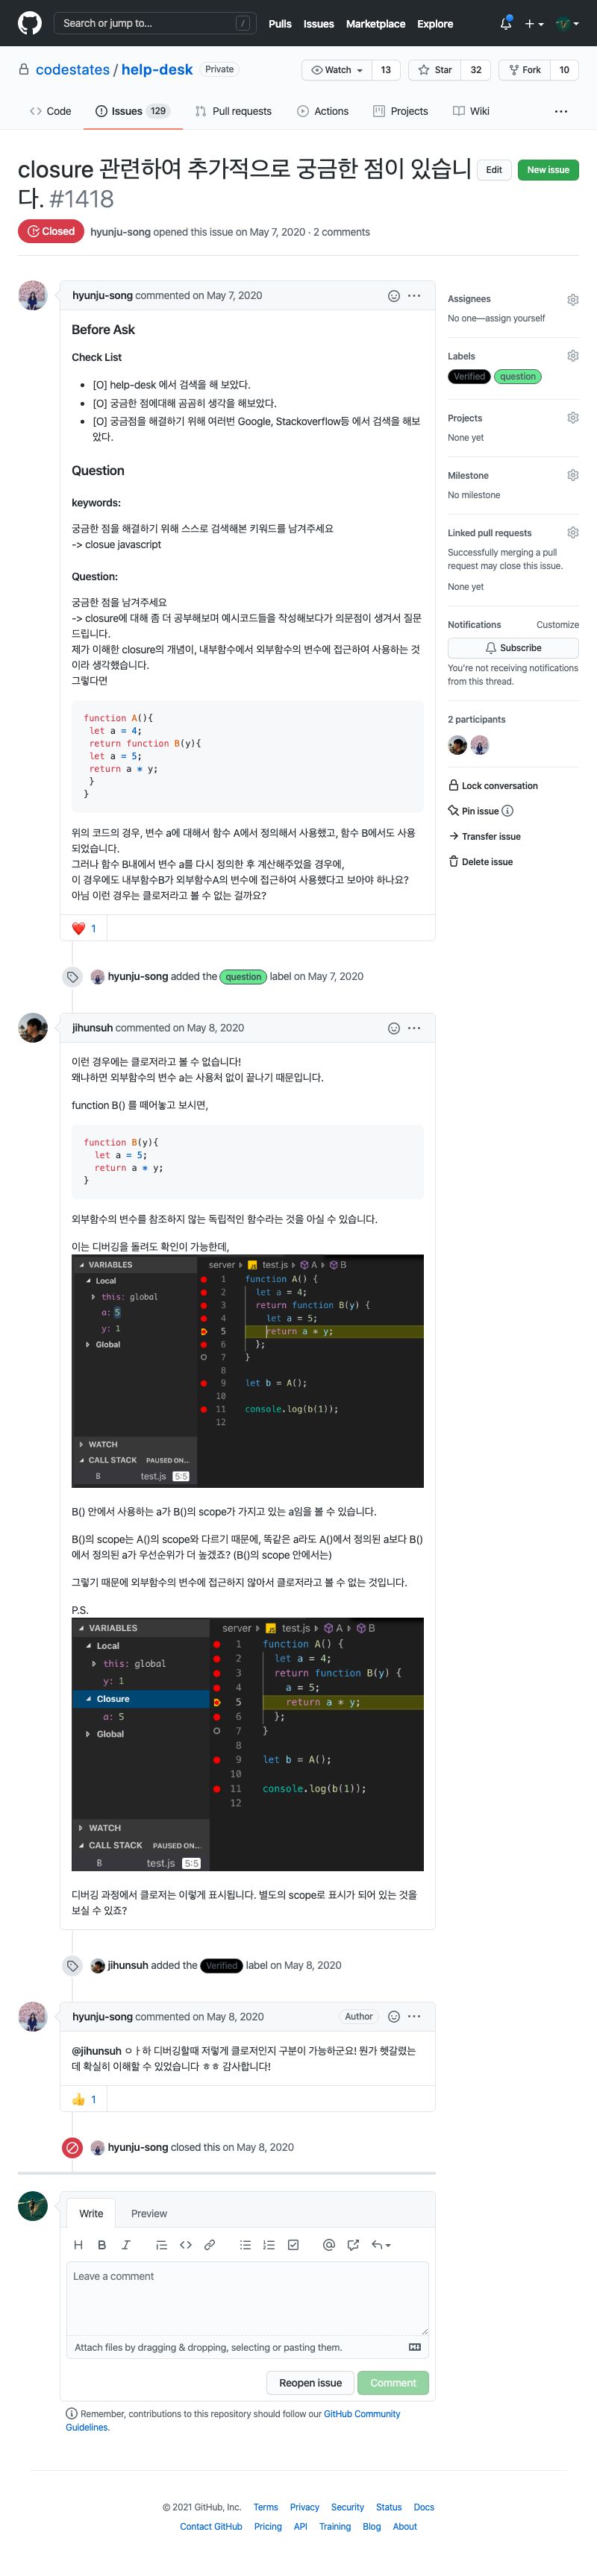 Search or jump to... /
Pulls Issues Marketplace Explore
codestates / help-desk Private
Watch 13 Star 32 Fork 10
Code Issues 129 Pull requests Actions Projects Wiki ...
closure 관련하여 추가적으로 궁금한 점이 있습니
다. #1418
Edit New issue
Closed hyunju-song opened this issue on May 7, 2020 · 2 comments
hyunju-song commented on May 7, 2020
Before Ask
Check List
[O] help-desk 에서 검색을 해 보았다.
[O] 궁금한 점에대해 곰곰히 생각을 해보았다.
[O] 궁금점을 해결하기 위해 여러번 Google, Stackoverflow등 에서 검색을 해보
았다.
Question
keywords:
궁금한 점을 해결하기 위해 스스로 검색해본 키워드를 남겨주세요
-> closue javascript
Question:
궁금한 점을 남겨주세요
-> closure에 대해 좀 더 공부해보며 예시코드들을 작성해보다가 의문점이 생겨서 질문
드립니다.
제가 이해한 closure의 개념이, 내부함수에서 외부함수의 변수에 접근하여 사용하는 것
이라 생각했습니다.
그렇다면
function A(){
let a = 4;
return function B(y){
let a = 5;
return a * y;
}
}
위의 코드의 경우, 변수 a에 대해서 함수 A에서 정의해서 사용했고, 함수 B에서도 사용
되었습니다.
그러나 함수 B내에서 변수 a를 다시 정의한 후 계산해주었을 경우에,
이 경우에도 내부함수B가 외부함수A의 변수에 접근하여 사용했다고 보아야 하나요?
아님 이런 경우는 클로저라고 볼 수 없는 걸까요?
❤️ 1
Assignees
No one—assign yourself
Labels
Verified question
Projects
None yet
Milestone
No milestone
Linked pull requests
Successfully merging a pull
request may close this issue.
None yet
Notifications Customize
Subscribe
You're not receiving notifications
from this thread.
2 participants
Lock conversation
Pin issue
Transfer issue
Delete issue
hyunju-song added the question label on May 7, 2020
jihunsuh commented on May 8, 2020
이런 경우에는 클로저라고 볼 수 없습니다!
왜냐하면 외부함수의 변수 a는 사용처 없이 끝나기 때문입니다.
function B() 를 떼어놓고 보시면,
function B(y){
let a = 5;
return a * y;
}
외부함수의 변수를 참조하지 않는 독립적인 함수라는 것을 아실 수 있습니다.
이는 디버깅을 돌려도 확인이 가능한데,
VARIABLES
Local
this: global
a: 5
y: 1
Global
WATCH
CALL STACK PAUSED ON...
B test.js 5:5
server test.js A B
1 function A() {
2 let a = 4;
3 return function B(y) {
4 let a = 5;
5 return a * y;
6 };
7 }
8
9 let b = A();
10
11 console.log(b(1));
12
B() 안에서 사용하는 a가 B()의 scope가 가지고 있는 a임을 볼 수 있습니다.
B()의 scope는 A()의 scope와 다르기 때문에, 똑같은 a라도 A()에서 정의된 a보다 B()
에서 정의된 a가 우선순위가 더 높겠죠? (B()의 scope 안에서는)
그렇기 때문에 외부함수의 변수에 접근하지 않아서 클로저라고 볼 수 없는 것입니다.
P.S.
VARIABLES
Local
this: global
y: 1
Closure
a: 5
Global
WATCH
CALL STACK PAUSED ON...
B test.js 5:5
server test.js A B
1 function A() {
2 let a = 4;
3 return function B(y) {
4 a = 5;
5 return a * y;
6 };
7 }
8
9 let b = A();
10
11 console.log(b(1));
12
디버깅 과정에서 클로저는 이렇게 표시됩니다. 별도의 scope로 표시가 되어 있는 것을
보실 수 있죠?
jihunsuh added the Verified label on May 8, 2020
hyunju-song commented on May 8, 2020 Author
@jihunsuh ㅇㅏ하 디버깅할때 저렇게 클로저인지 구분이 가능하군요! 뭔가 헷갈렸는
데 확실히 이해할 수 있었습니다 ㅎㅎ 감사합니다!
👍 1
hyunju-song closed this on May 8, 2020
Write Preview
H B I
Leave a comment
Attach files by dragging & dropping, selecting or pasting them.
Reopen issue Comment
Remember, contributions to this repository should follow our GitHub Community
Guidelines.
© 2021 GitHub, Inc. Terms Privacy Security Status Docs
Contact GitHub Pricing API Training Blog About